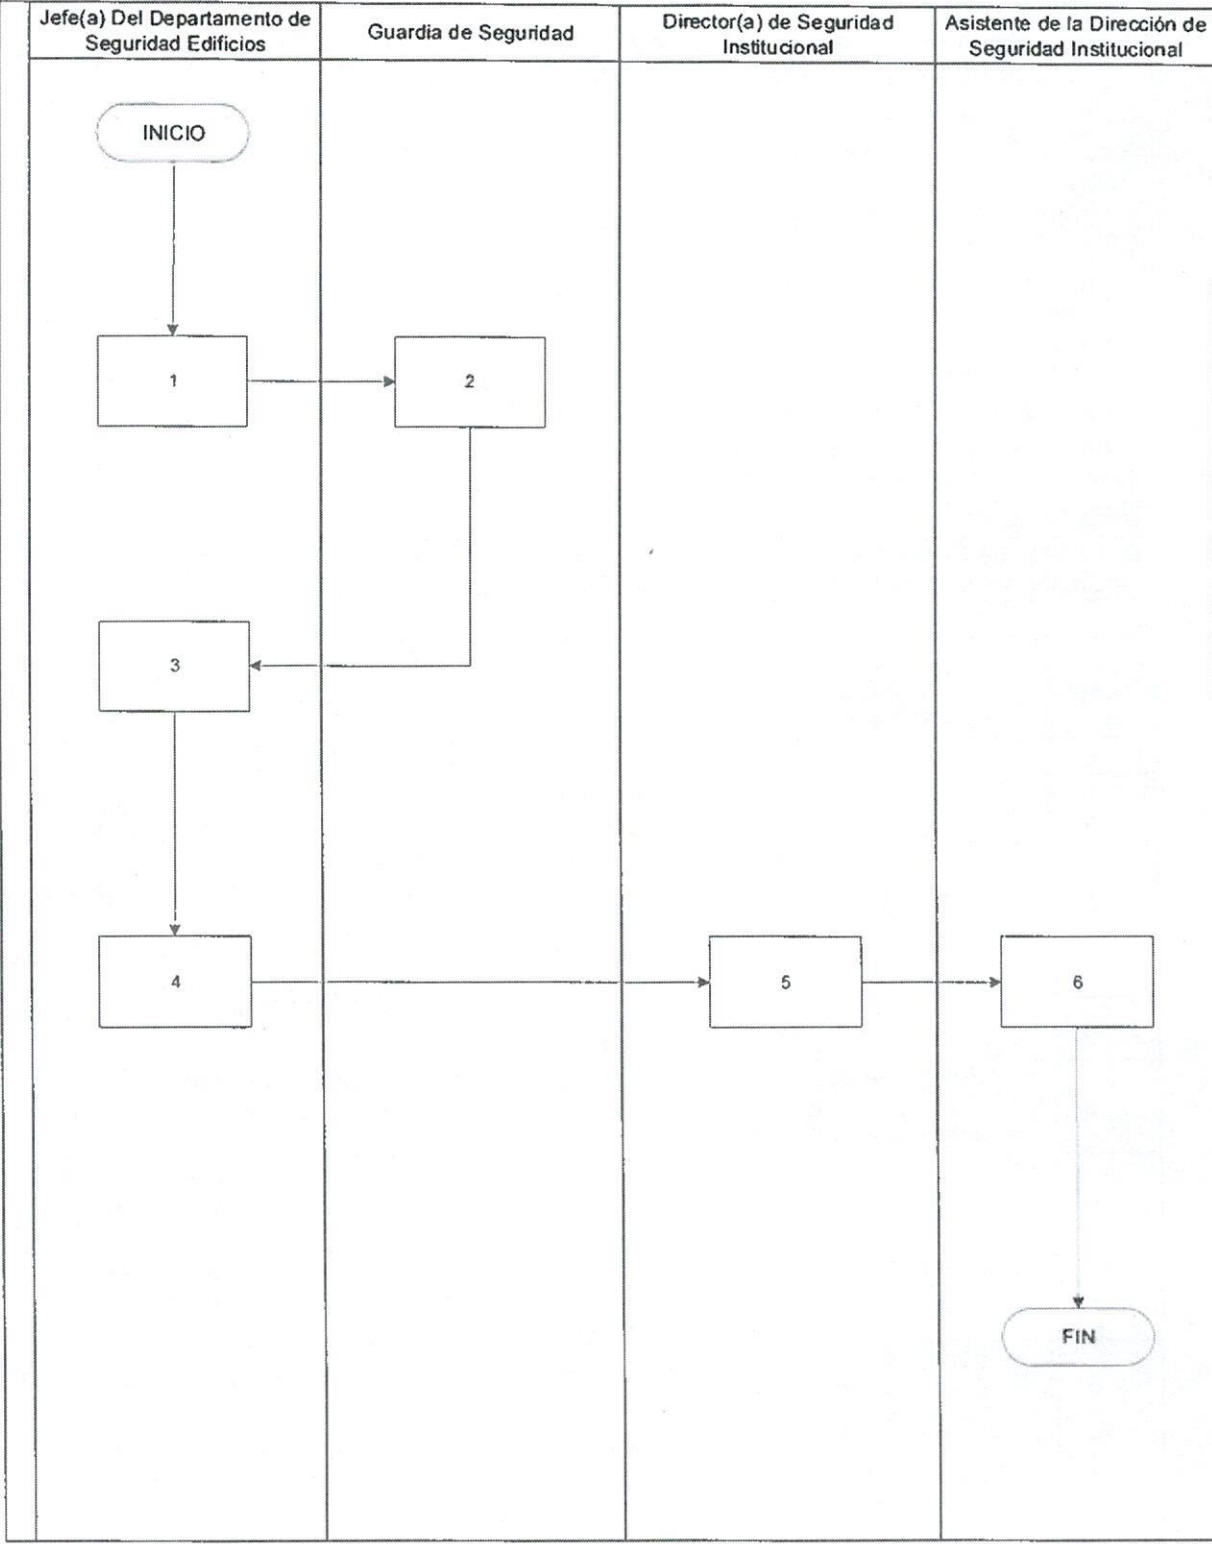 Jefe(a) Del Departamento de
Seguridad Edificios
Guardia de Seguridad
Director(a) de Seguridad
Institucional
Asistente de la Dirección de
Seguridad Institucional
INICIO
1
2
3
4
5
6
FIN